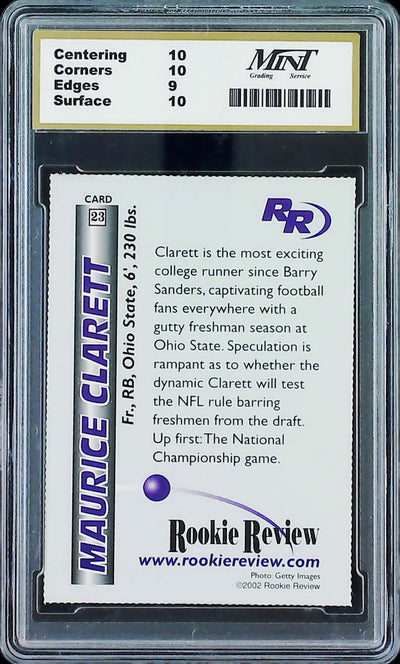 Centering 10
Corners 10
Edges 9
Surface 10
MINT
Grading Service
CARD
23
MAURICE CLARETT
Fr., RB, Ohio State, 6', 230 lbs.
RR
Clarett is the most exciting
college runner since Barry
Sanders, captivating football
fans everywhere with a
gutty freshman season at
Ohio State. Speculation is
rampant as to whether the
dynamic Clarett will test
the NFL rule barring
freshmen from the draft.
Up first: The National
Championship game.
Rookie Review
www.rookiereview.com
Photo: Getty Images
©2002 Rookie Review